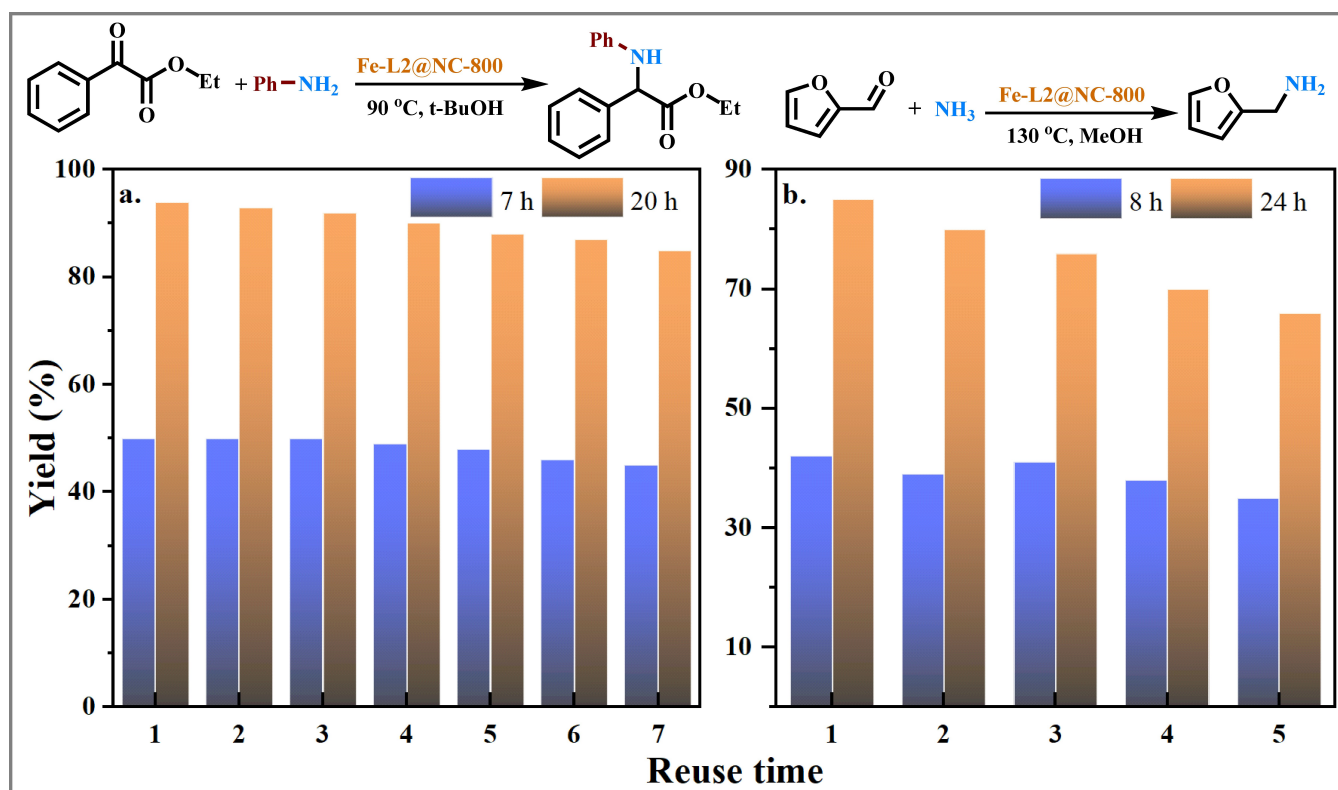 O
O
O
Et
+
Ph
NH2
Fe-L2@NC-800
90 °C, t-BuOH
Ph
NH
O
O
Et
O
O
+
NH3
Fe-L2@NC-800
130 °C, MeOH
O
NH2
a.
7 h
20 h
100
80
60
40
20
0
1 2 3 4 5 6 7
b.
8 h
24 h
90
70
50
30
10
1 2 3 4 5
Yield (%)
Reuse time